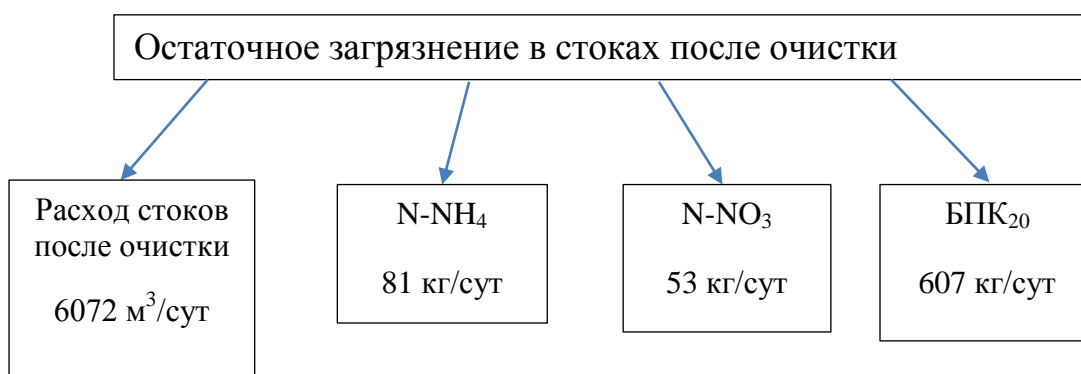 Остаточное загрязнение в стоках после очистки
Расход стоков
после очистки
6072 м³/сут
N-NH₄
81 кг/сут
N-NO₃
53 кг/сут
БПК₂₀
607 кг/сут